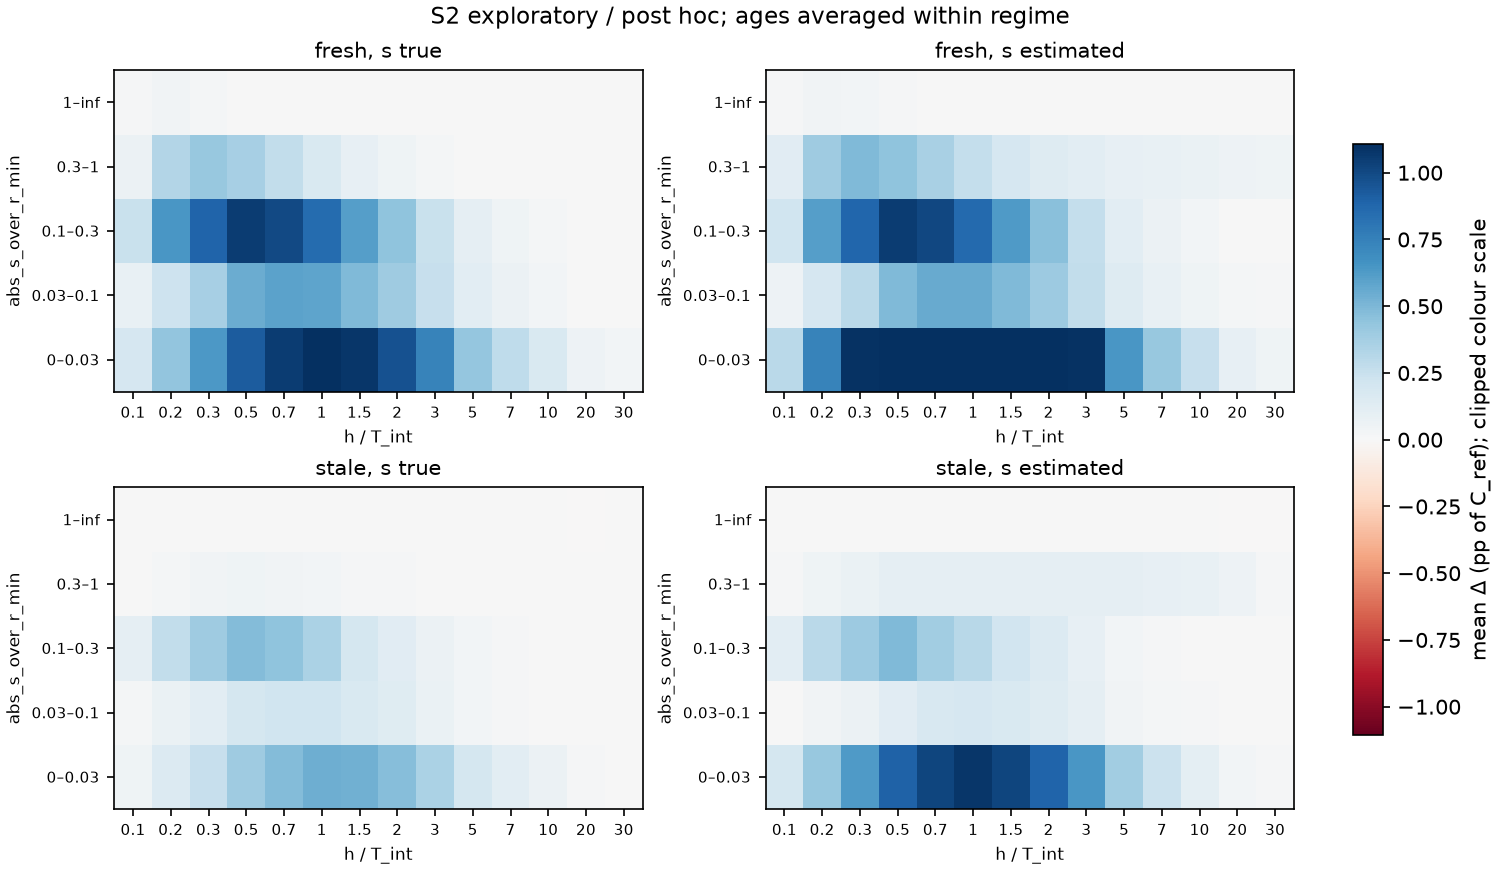 S2 exploratory / post hoc; ages averaged within regime
fresh, s true
abs_s_over_r_min
1–inf
0.3–1
0.1–0.3
0.03–0.1
0–0.03
0.1 0.2 0.3 0.5 0.7 1 1.5 2 3 5 7 10 20 30
h / T_int
fresh, s estimated
abs_s_over_r_min
1–inf
0.3–1
0.1–0.3
0.03–0.1
0–0.03
0.1 0.2 0.3 0.5 0.7 1 1.5 2 3 5 7 10 20 30
h / T_int
stale, s true
abs_s_over_r_min
1–inf
0.3–1
0.1–0.3
0.03–0.1
0–0.03
0.1 0.2 0.3 0.5 0.7 1 1.5 2 3 5 7 10 20 30
h / T_int
stale, s estimated
abs_s_over_r_min
1–inf
0.3–1
0.1–0.3
0.03–0.1
0–0.03
0.1 0.2 0.3 0.5 0.7 1 1.5 2 3 5 7 10 20 30
h / T_int
1.00
0.75
0.50
0.25
0.00
−0.25
−0.50
−0.75
−1.00
mean Δ (pp of C_ref); clipped colour scale